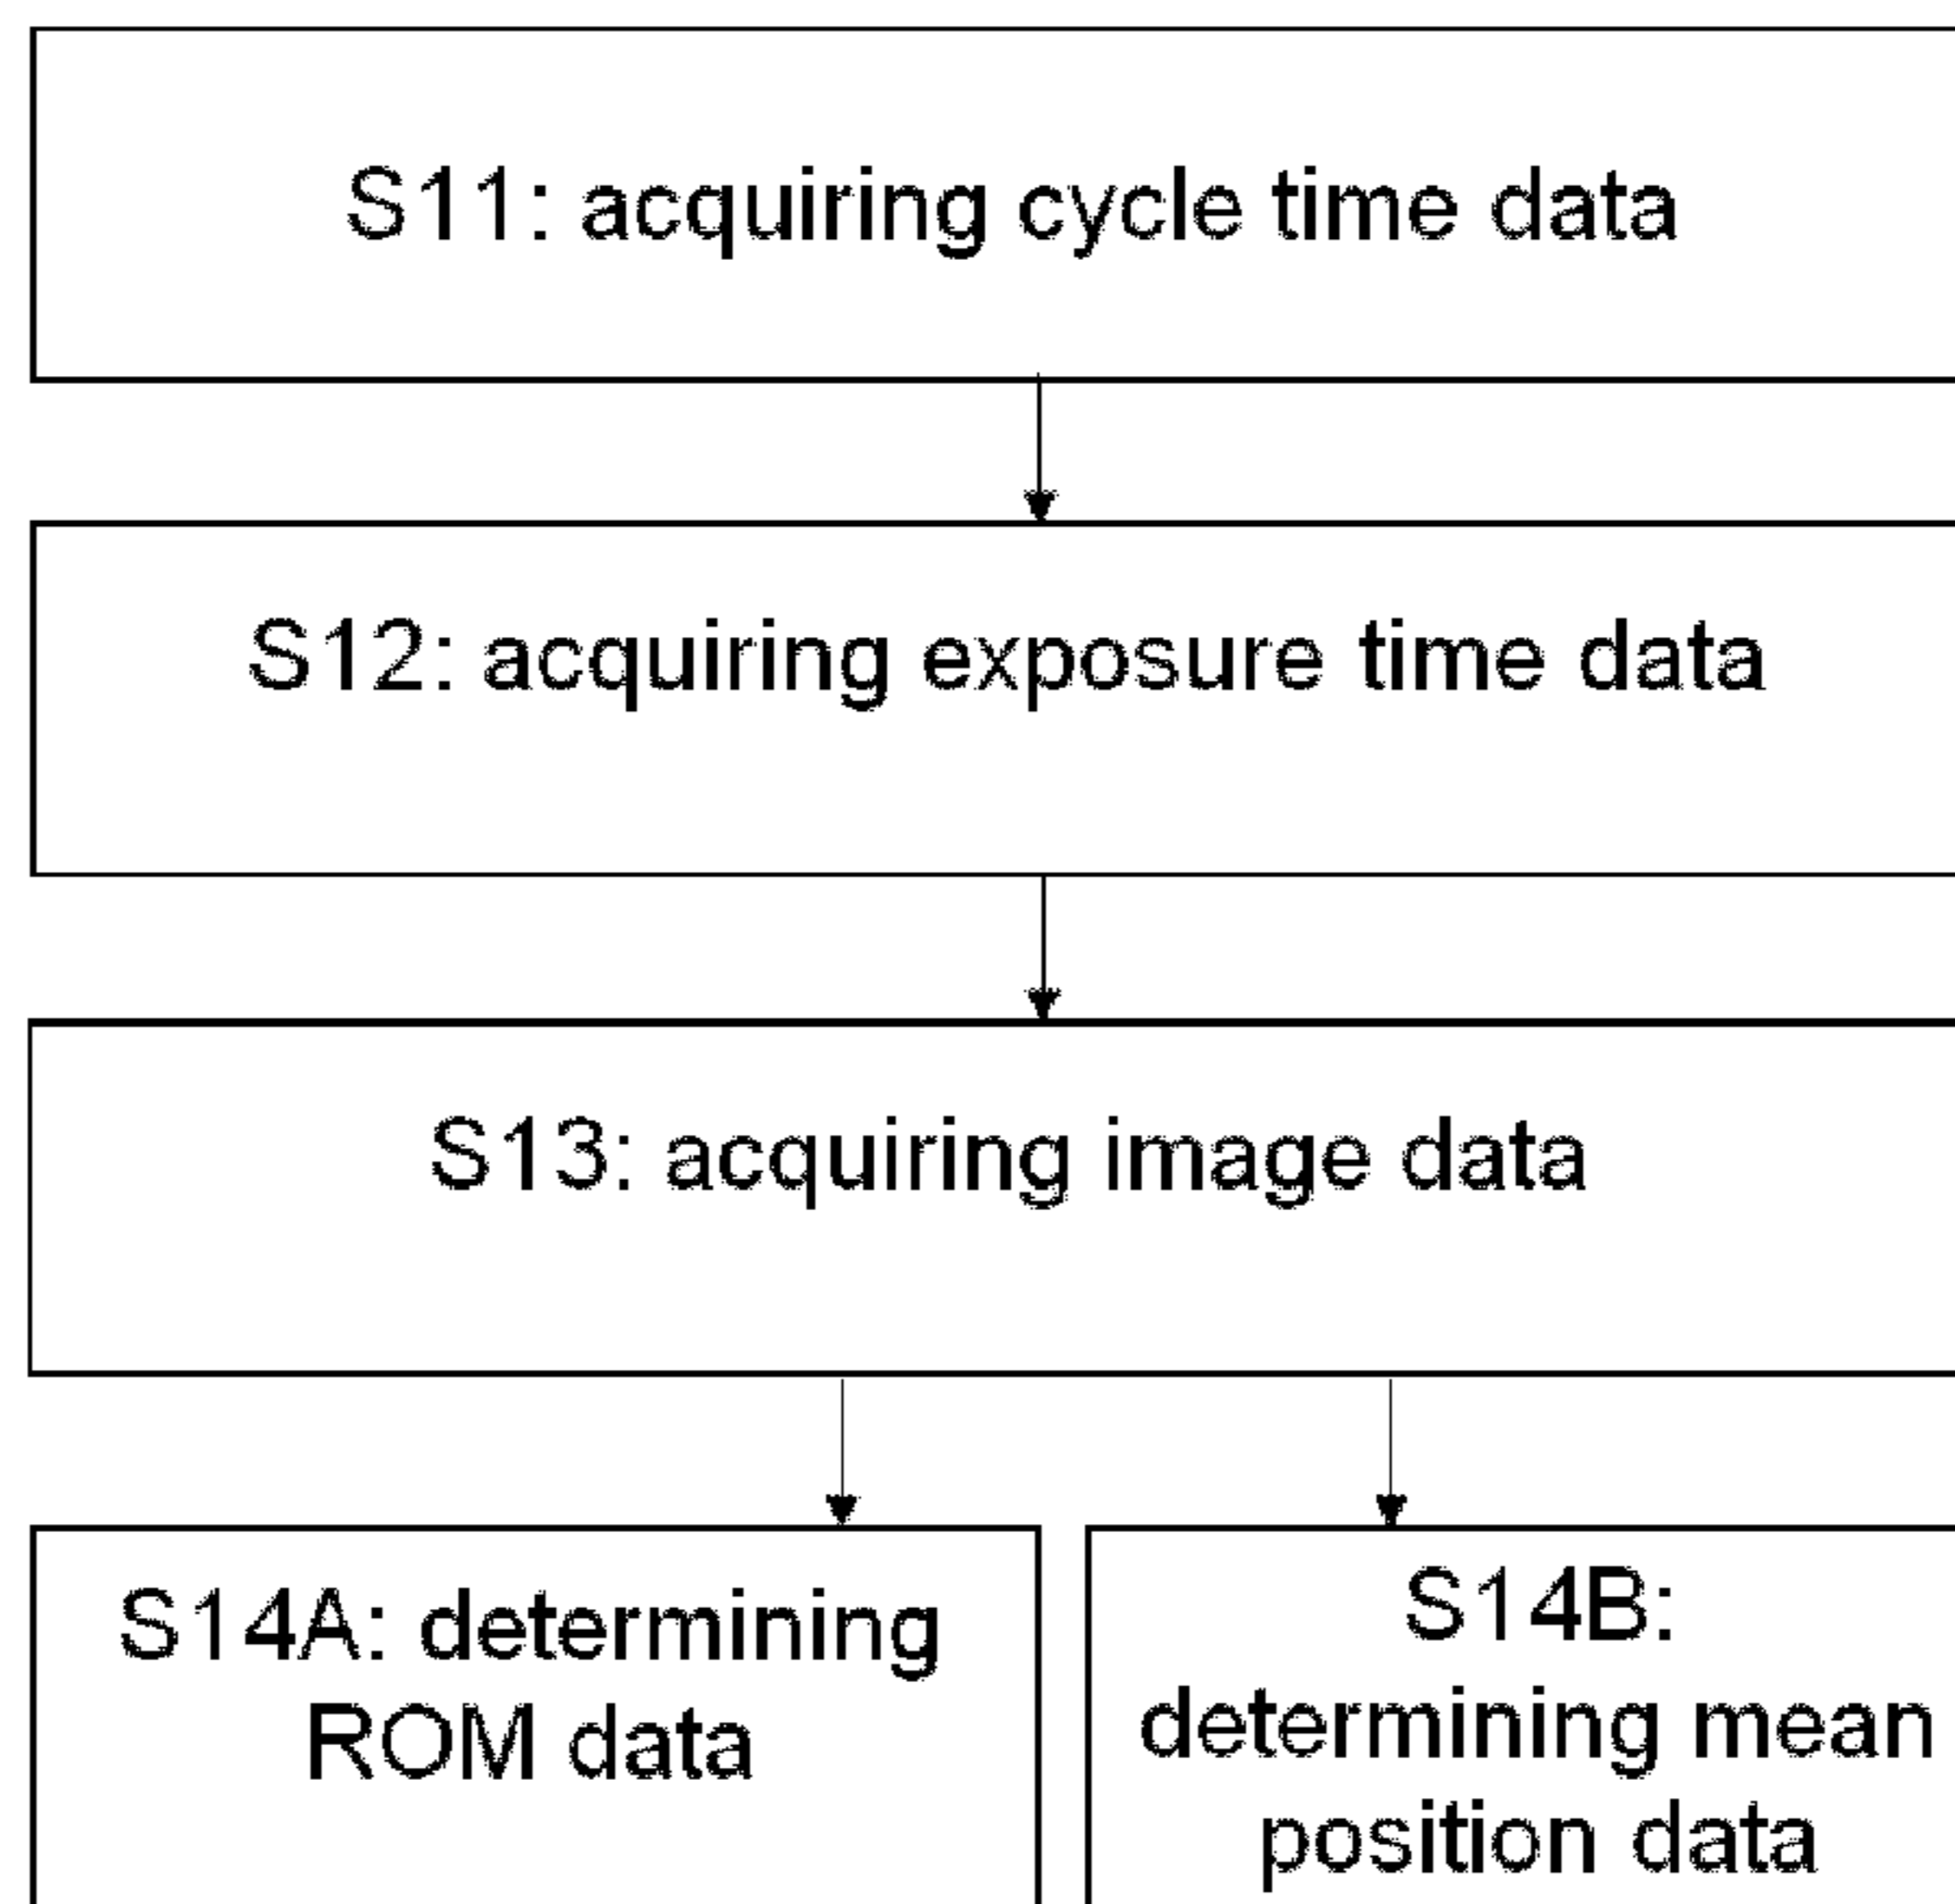 S11: acquiring cycle time data
S12: acquiring exposure time data
S13: acquiring image data
S14A: determining
ROM data
S14B:
determining mean
position data